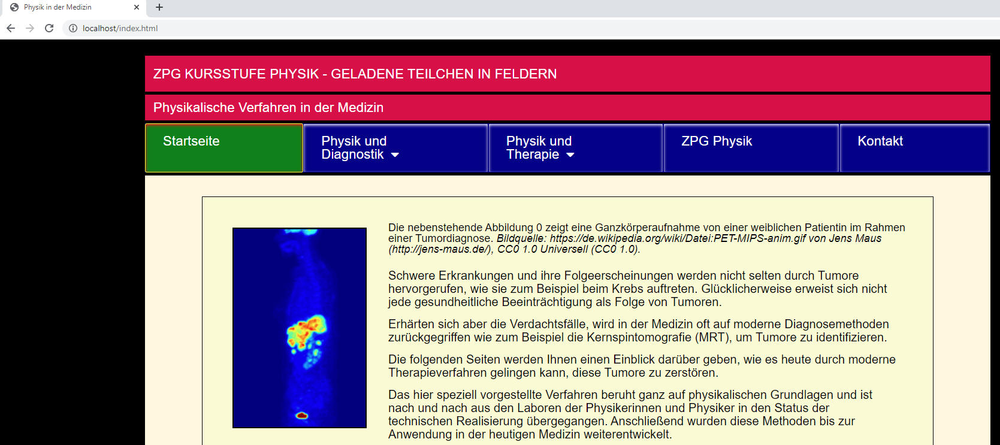 Physik in der Medizin
localhost/index.html
ZPG KURSSTUFE PHYSIK - GELADENE TEILCHEN IN FELDERN
Physikalische Verfahren in der Medizin
Startseite
Physik und
Diagnostik
Physik und
Therapie
ZPG Physik
Kontakt
Die nebenstehende Abbildung 0 zeigt eine Ganzkörperaufnahme von einer weiblichen Patientin im Rahmen
einer Tumordiagnose. Bildquelle: https://de.wikipedia.org/wiki/Datei:PET-MIPS-anim.gif von Jens Maus
(http://jens-maus.de/), CC0 1.0 Universell (CC0 1.0).
Schwere Erkrankungen und ihre Folgeerscheinungen werden nicht selten durch Tumore
hervorgerufen, wie sie zum Beispiel beim Krebs auftreten. Glücklicherweise erweist sich nicht
jede gesundheitliche Beeinträchtigung als Folge von Tumoren.
Erhärten sich aber die Verdachtsfälle, wird in der Medizin oft auf moderne Diagnosemethoden
zurückgegriffen wie zum Beispiel die Kernspintomografie (MRT), um Tumore zu identifizieren.
Die folgenden Seiten werden Ihnen einen Einblick darüber geben, wie es heute durch moderne
Therapieverfahren gelingen kann, diese Tumore zu zerstören.
Das hier speziell vorgestellte Verfahren beruht ganz auf physikalischen Grundlagen und ist
nach und nach aus den Laboren der Physikerinnen und Physiker in den Status der
technischen Realisierung übergegangen. Anschließend wurden diese Methoden bis zur
Anwendung in der heutigen Medizin weiterentwickelt.